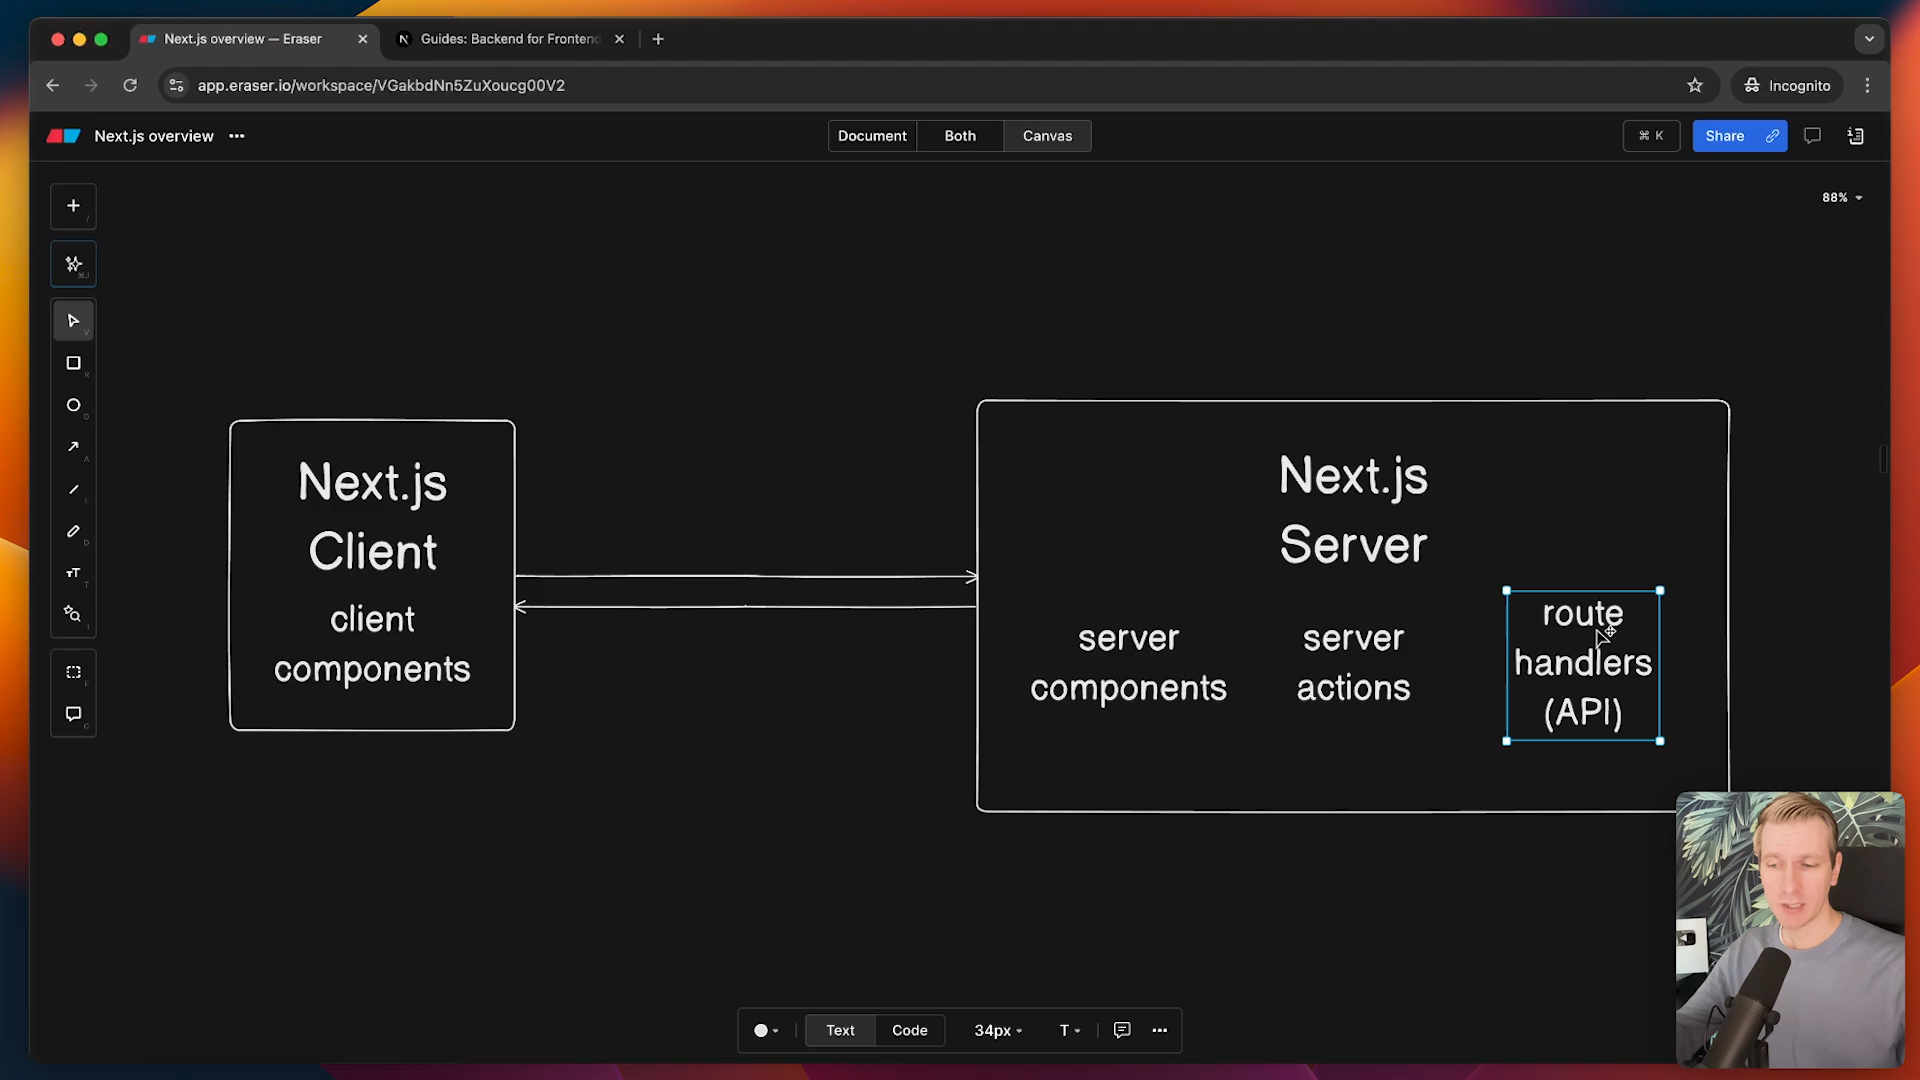 Next.js overview — Eraser
Guides: Backend for Frontend
app.eraser.io/workspace/VGakbdNn5ZuXoucg00V2
Incognito
Next.js overview
Document
Both
Canvas
⌘ K
Share
88%
Next.js
Client
client
components
Next.js
Server
server
components
server
actions
route
handlers
(API)
Text
Code
34px
T